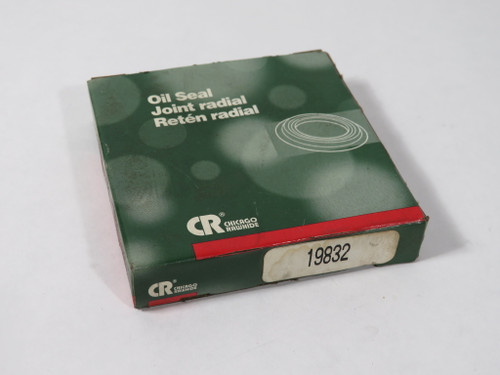 Oil Seal
Joint radial
Retén radial
CR® CHICAGO
RAWHIDE
CR® CHICAGO
RAWHIDE
19832